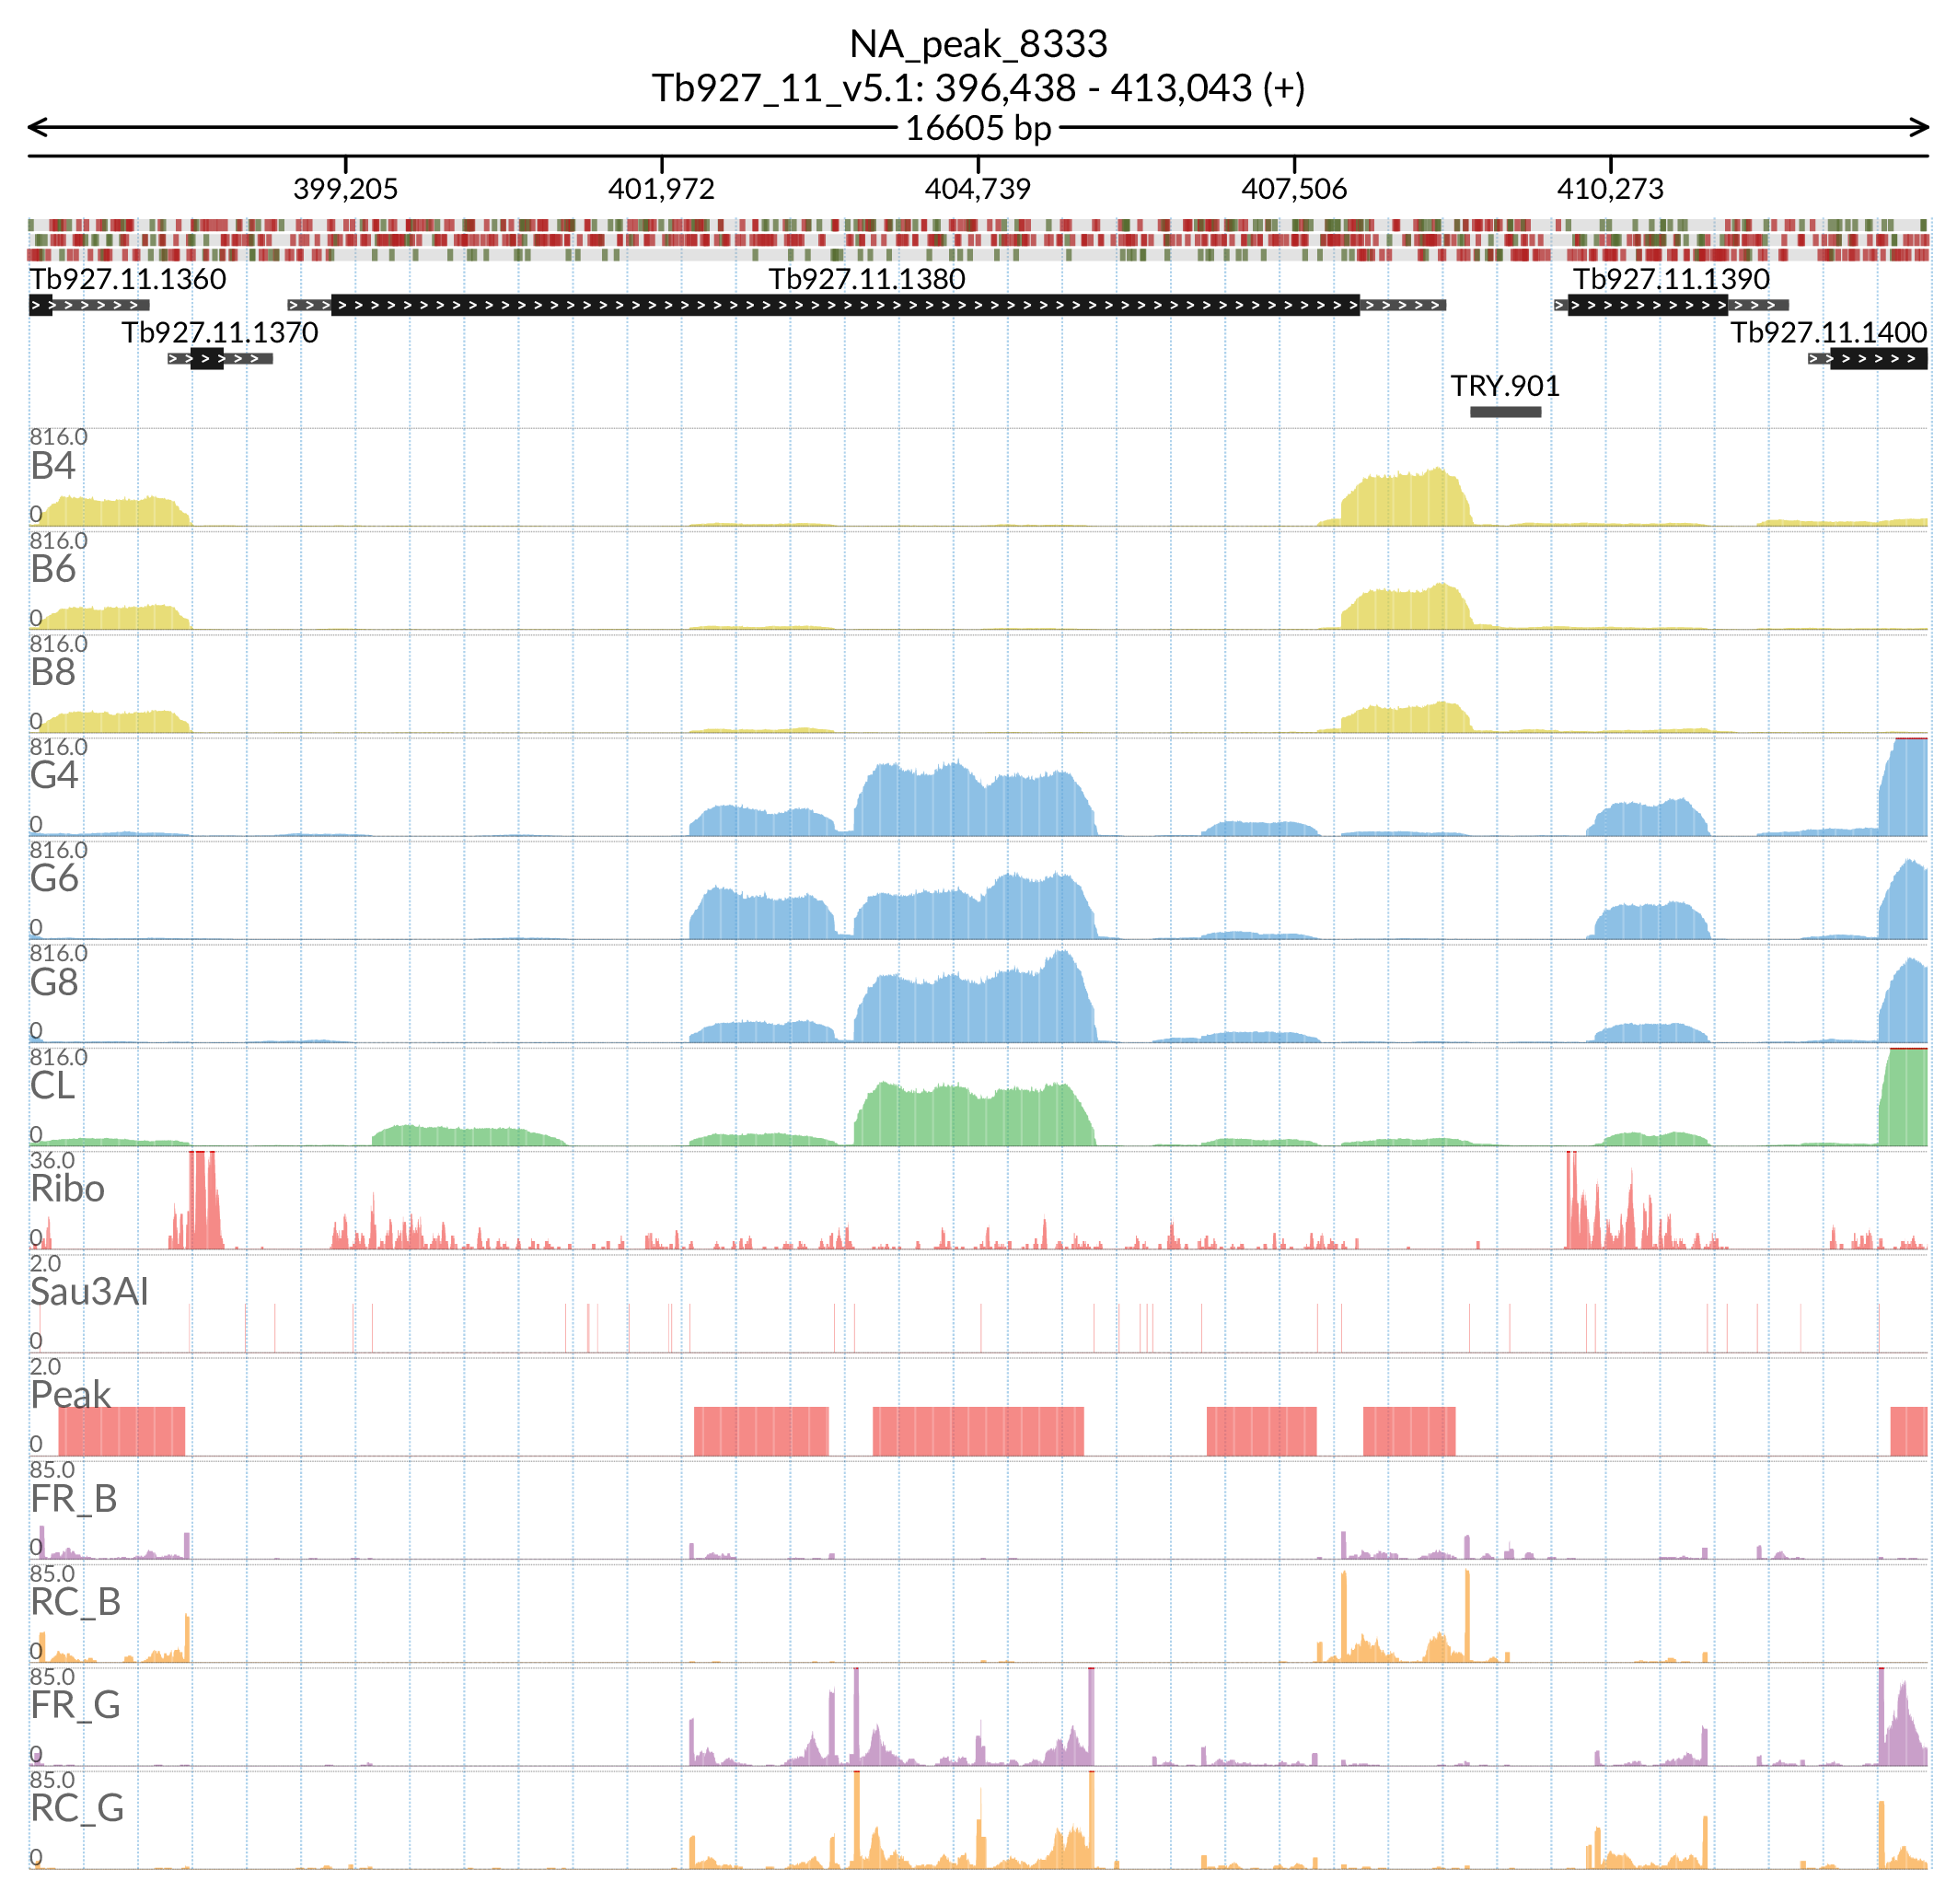 NA_peak_8333
Tb927_11_v5.1: 396,438 - 413,043 (+)
16605 bp
399,205 401,972 404,739 407,506 410,273
Tb927.11.1360 Tb927.11.1380 Tb927.11.1390
Tb927.11.1370 Tb927.11.1400
TRY.901
816.0
B4
0
816.0
B6
0
816.0
B8
0
816.0
G4
0
816.0
G6
0
816.0
G8
0
816.0
CL
0
36.0
Ribo
0
2.0
Sau3AI
0
2.0
Peak
0
85.0
FR_B
0
85.0
RC_B
0
85.0
FR_G
0
85.0
RC_G
0